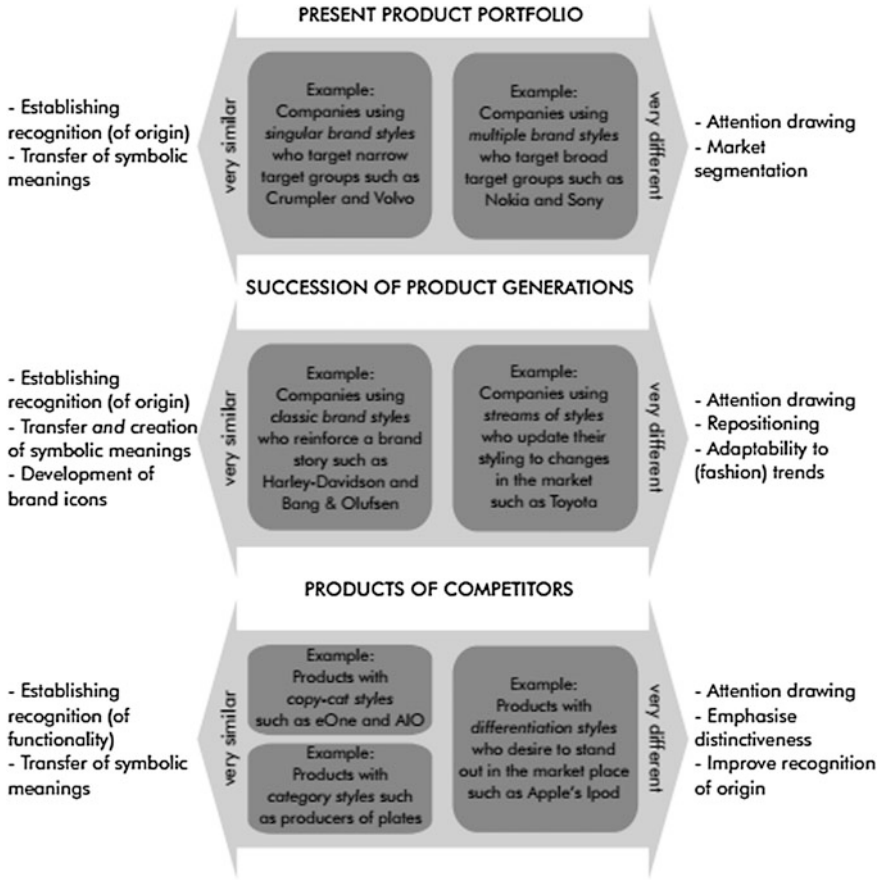 PRESENT PRODUCT PORTFOLIO
- Establishing
recognition (of origin)
- Transfer of symbolic
meanings
very similar
Example:
Companies using
singular brand styles
who target narrow
target groups such as
Crumpler and Volvo
Example:
Companies using
multiple brand styles
who target broad
target groups such as
Nokia and Sony
very different
- Attention drawing
- Market
segmentation
SUCCESSION OF PRODUCT GENERATIONS
- Establishing
recognition (of origin)
- Transfer and creation
of symbolic meanings
- Development of
brand icons
very similar
Example:
Companies using
classic brand styles
who reinforce a brand
story such as
Harley-Davidson and
Bang & Olufsen
Example:
Companies using
streams of styles
who update their
styling to changes
in the market
such as Toyota
very different
- Attention drawing
- Repositioning
- Adaptability to
(fashion) trends
PRODUCTS OF COMPETITORS
- Establishing
recognition (of
functionality)
- Transfer of symbolic
meanings
very similar
Example:
Products with
copy-cat styles
such as eOne and AIO
Example:
Products with
category styles such
as producers of plates
Example:
Products with
differentiation styles
who desire to stand
out in the market place
such as Apple's Ipod
very different
- Attention drawing
- Emphasise
distinctiveness
- Improve recognition
of origin